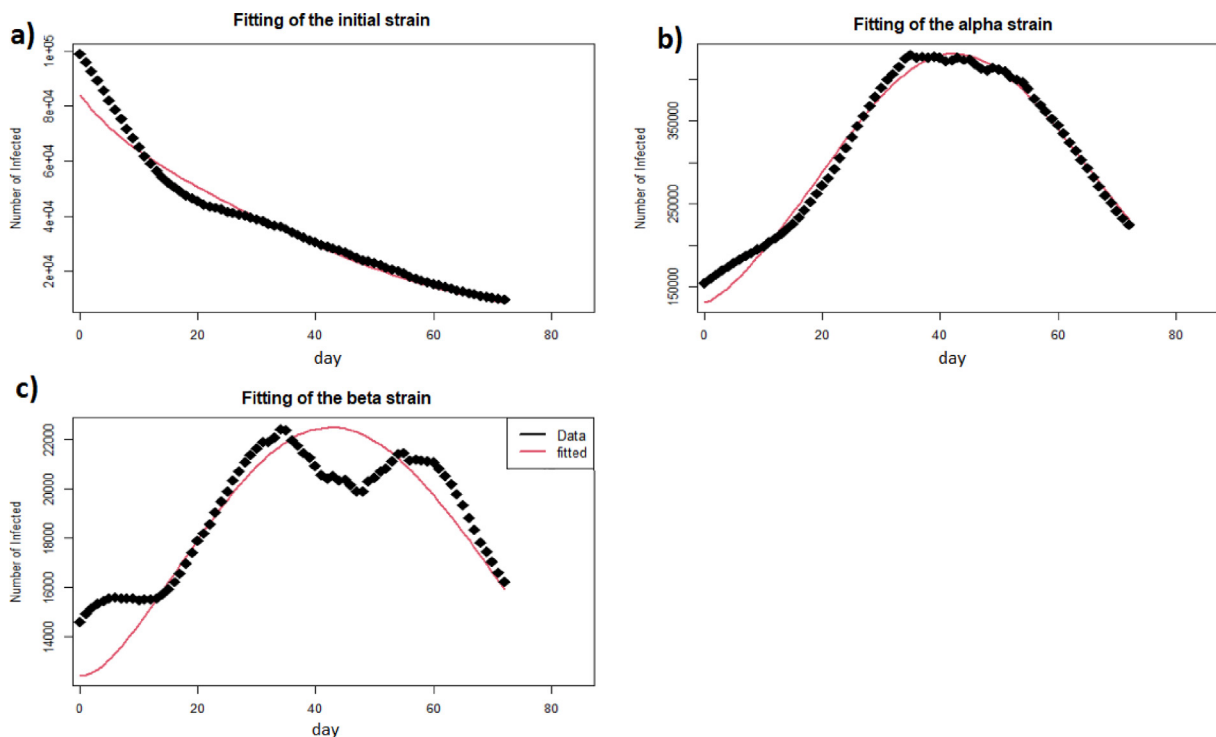 a)
Fitting of the initial strain
Number of Infected
1e+05
8e+04
6e+04
4e+04
2e+04
0 20 40 60 80
day
b)
Fitting of the alpha strain
Number of Infected
350000
250000
150000
0 20 40 60 80
day
c)
Fitting of the beta strain
Data
fitted
Number of Infected
22000
20000
18000
16000
14000
0 20 40 60 80
day